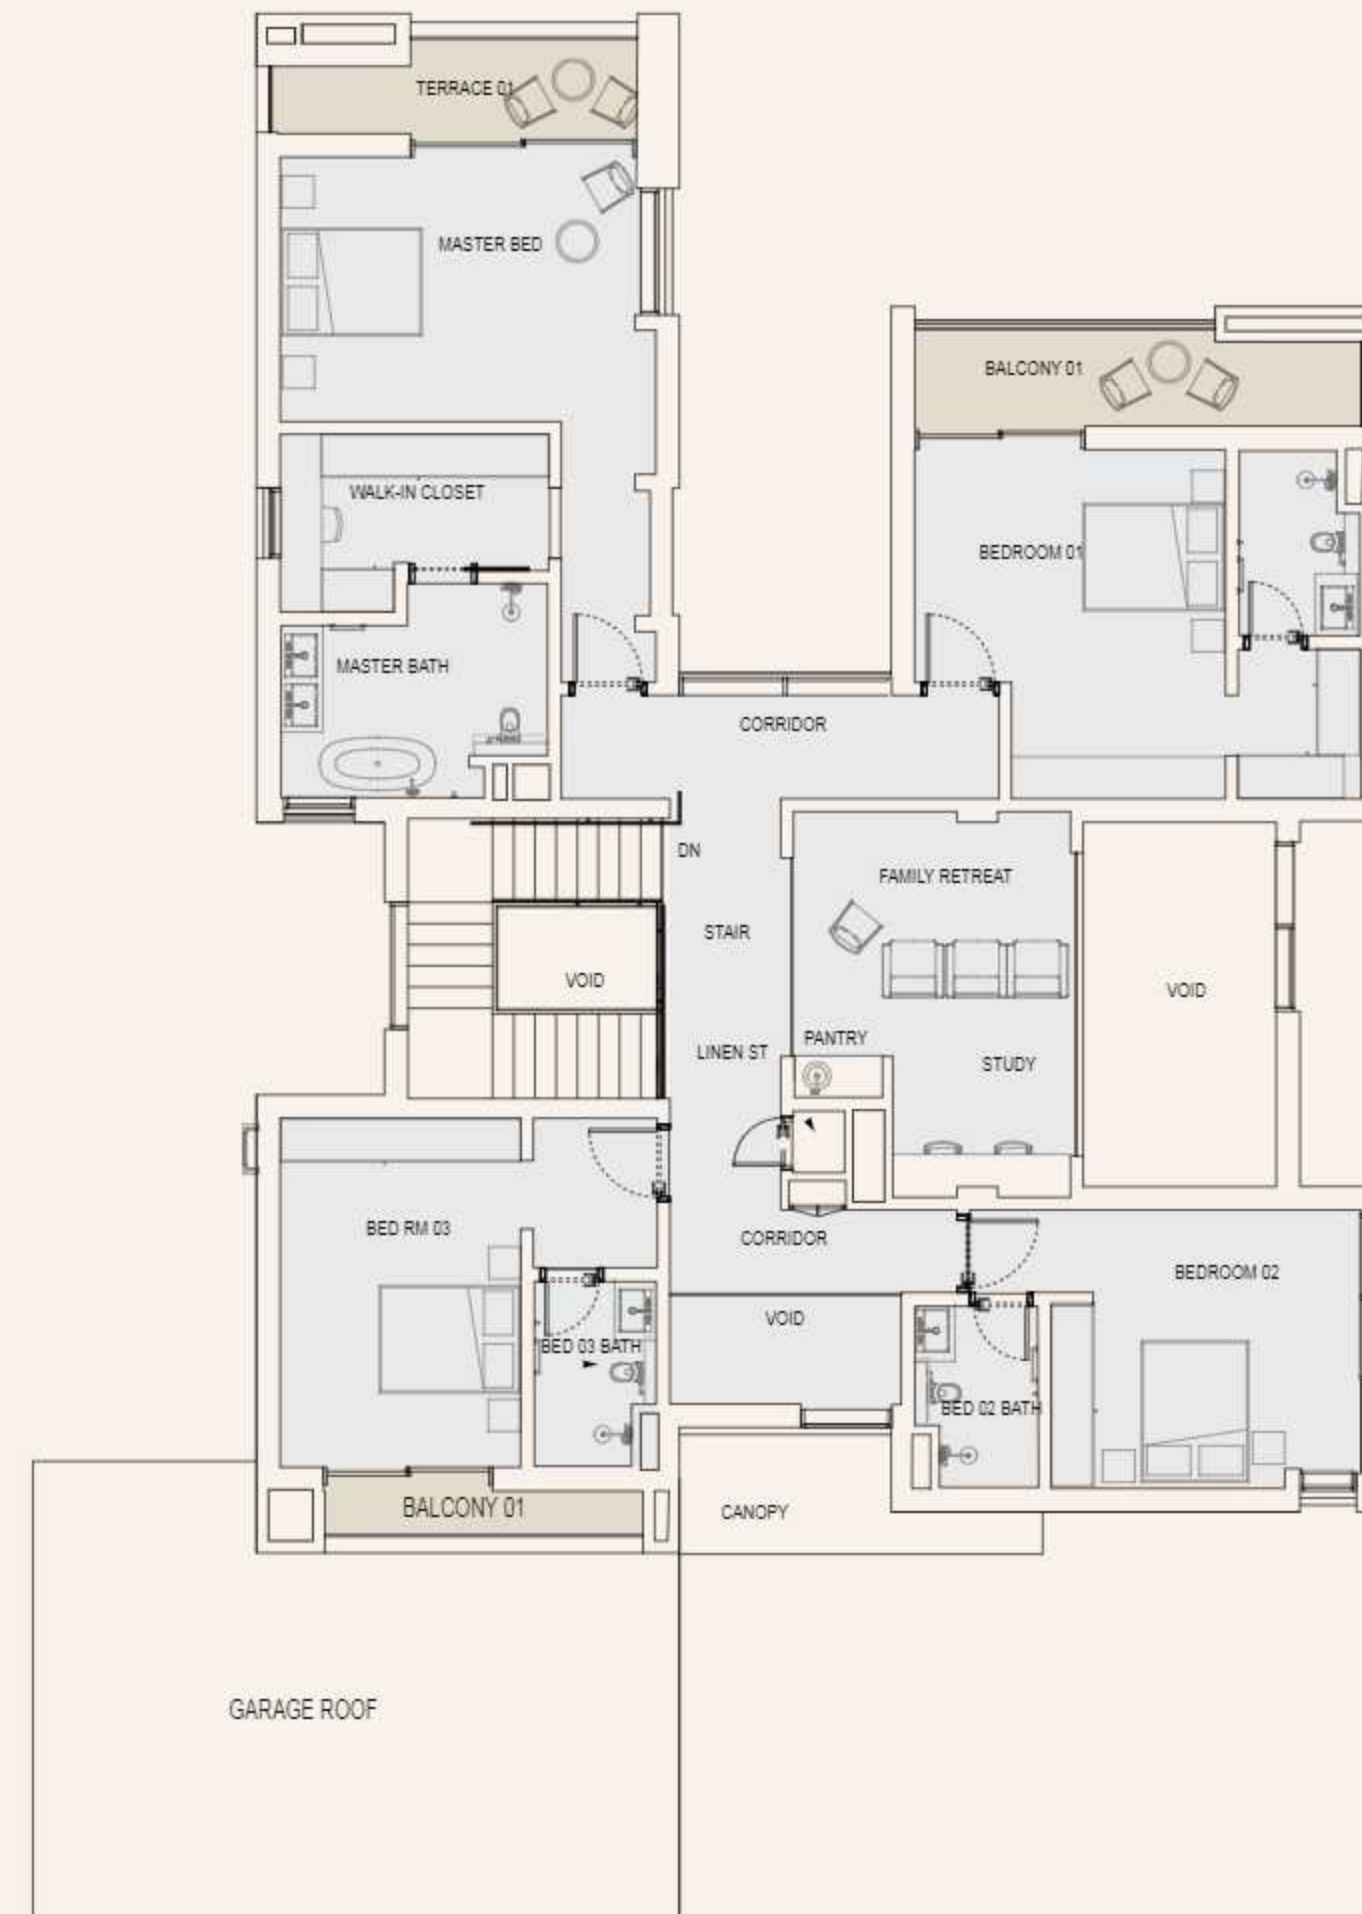 TERRACE 01
MASTER BED
BALCONY 01
WALK-IN CLOSET
BEDROOM 01
MASTER BATH
CORRIDOR
DN
FAMILY RETREAT
STAIR
VOID
VOID
PANTRY
LINEN ST
STUDY
BED RM 03
CORRIDOR
BEDROOM 02
VOID
BED 03 BATH
BED 02 BATH
BALCONY 01
CANOPY
GARAGE ROOF